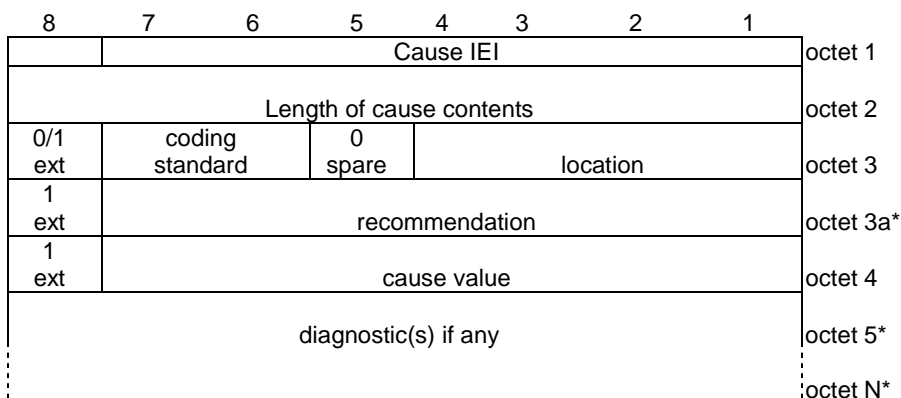 8 7 6 5 4 3 2 1
Cause IEI octet 1
Length of cause contents octet 2
0/1 coding 0
ext standard spare location octet 3
1
ext recommendation octet 3a*
1
ext cause value octet 4
diagnostic(s) if any octet 5*
octet N*